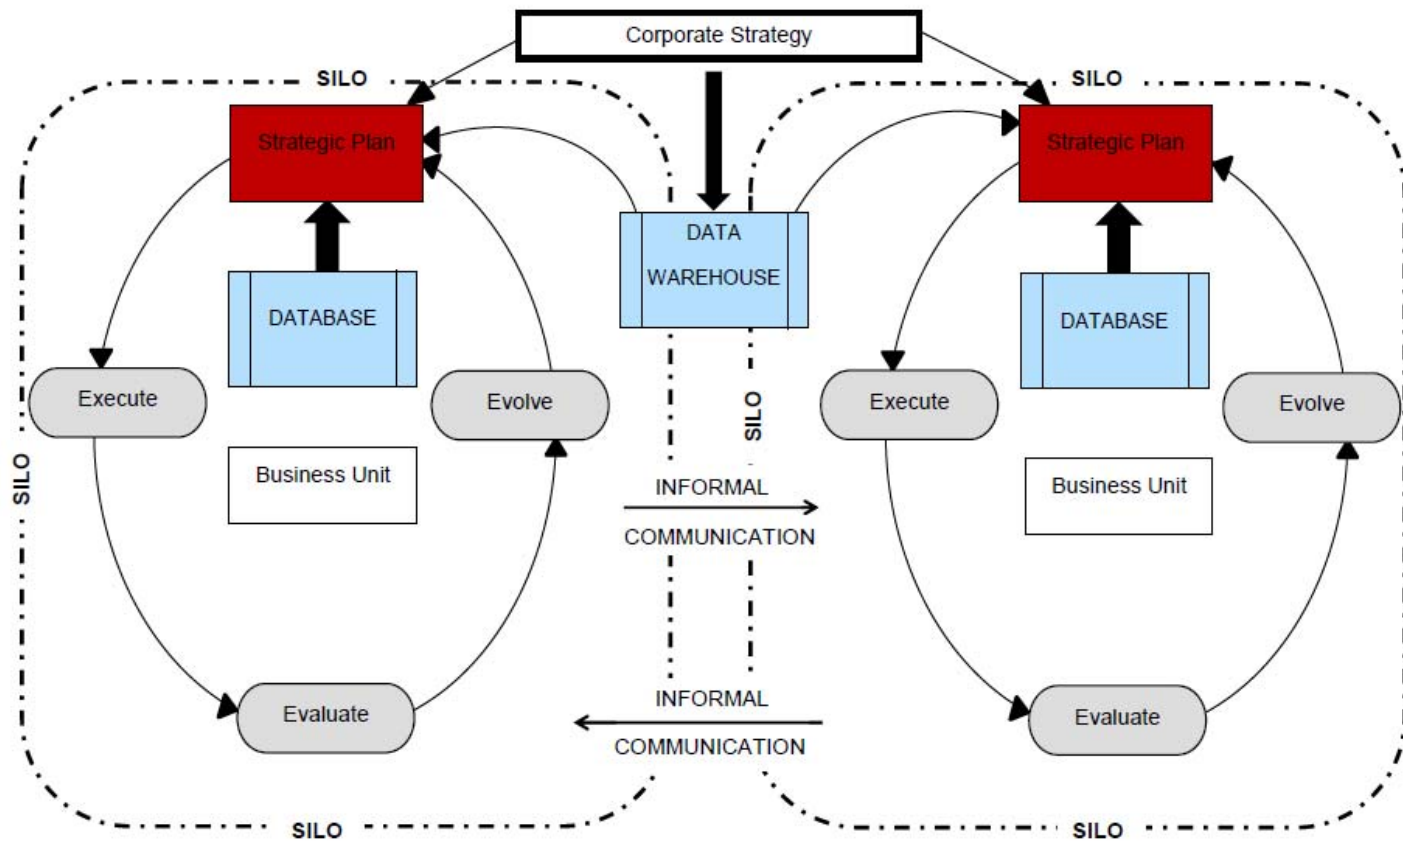 Corporate Strategy
SILO
SILO
Strategic Plan
Strategic Plan
DATA
WAREHOUSE
DATABASE
DATABASE
Execute
Evolve
Execute
Evolve
SILO
SILO
Business Unit
Business Unit
INFORMAL
COMMUNICATION
INFORMAL
COMMUNICATION
Evaluate
Evaluate
SILO
SILO